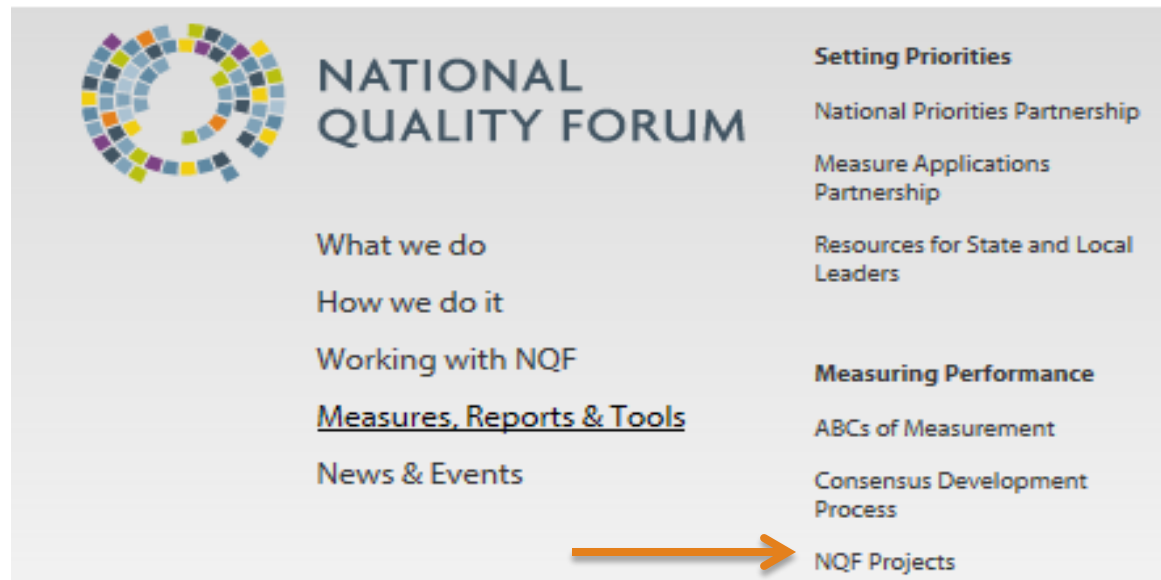 NATIONAL
QUALITY FORUM
What we do
How we do it
Working with NQF
Measures, Reports & Tools
News & Events
Setting Priorities
National Priorities Partnership
Measure Applications
Partnership
Resources for State and Local
Leaders
Measuring Performance
ABCs of Measurement
Consensus Development
Process
NQF Projects